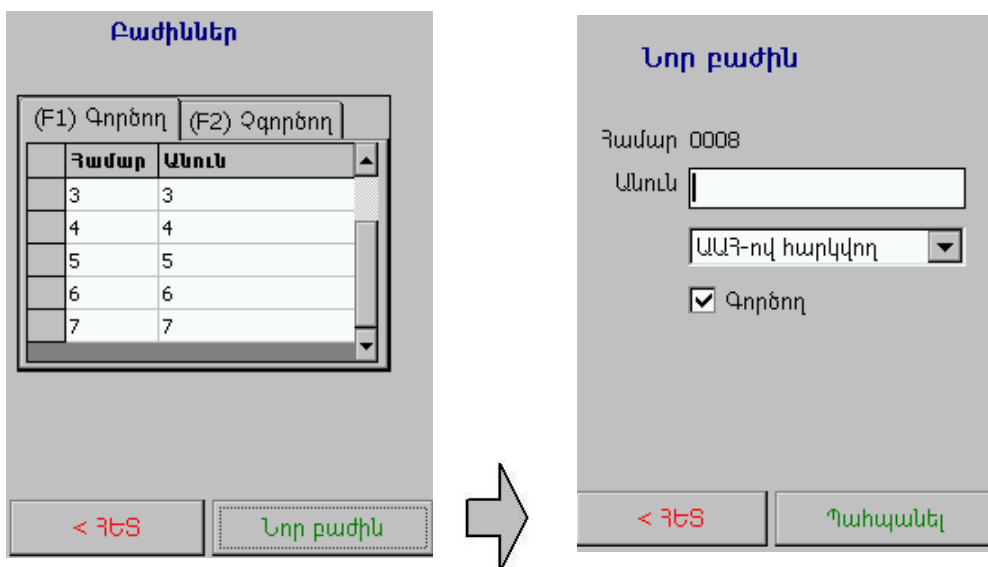 Բաժիններ
(F1) Գործող (F2) Չգործող
Համար Անուն
3 3
4 4
5 5
6 6
7 7
< ՀԵՏ Նոր բաժին
Նոր բաժին
Համար 0008
Անուն
ԱԱՀ-ով հարկվող
Գործող
< ՀԵՏ Պահպանել